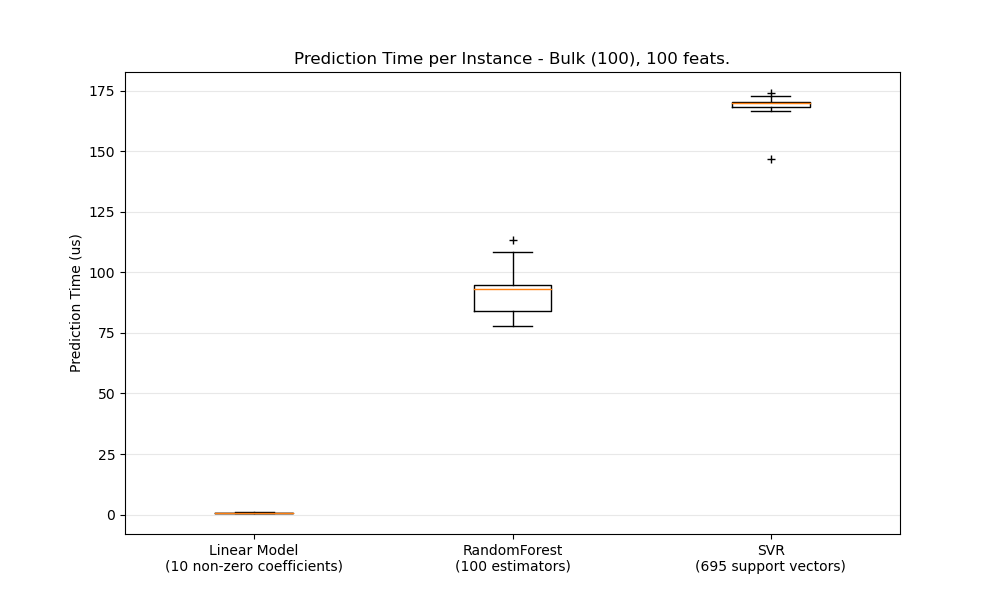 Prediction Time per Instance - Bulk (100), 100 feats.
Prediction Time (us)
175
150
125
100
75
50
25
0
Linear Model
(10 non-zero coefficients)
RandomForest
(100 estimators)
SVR
(695 support vectors)